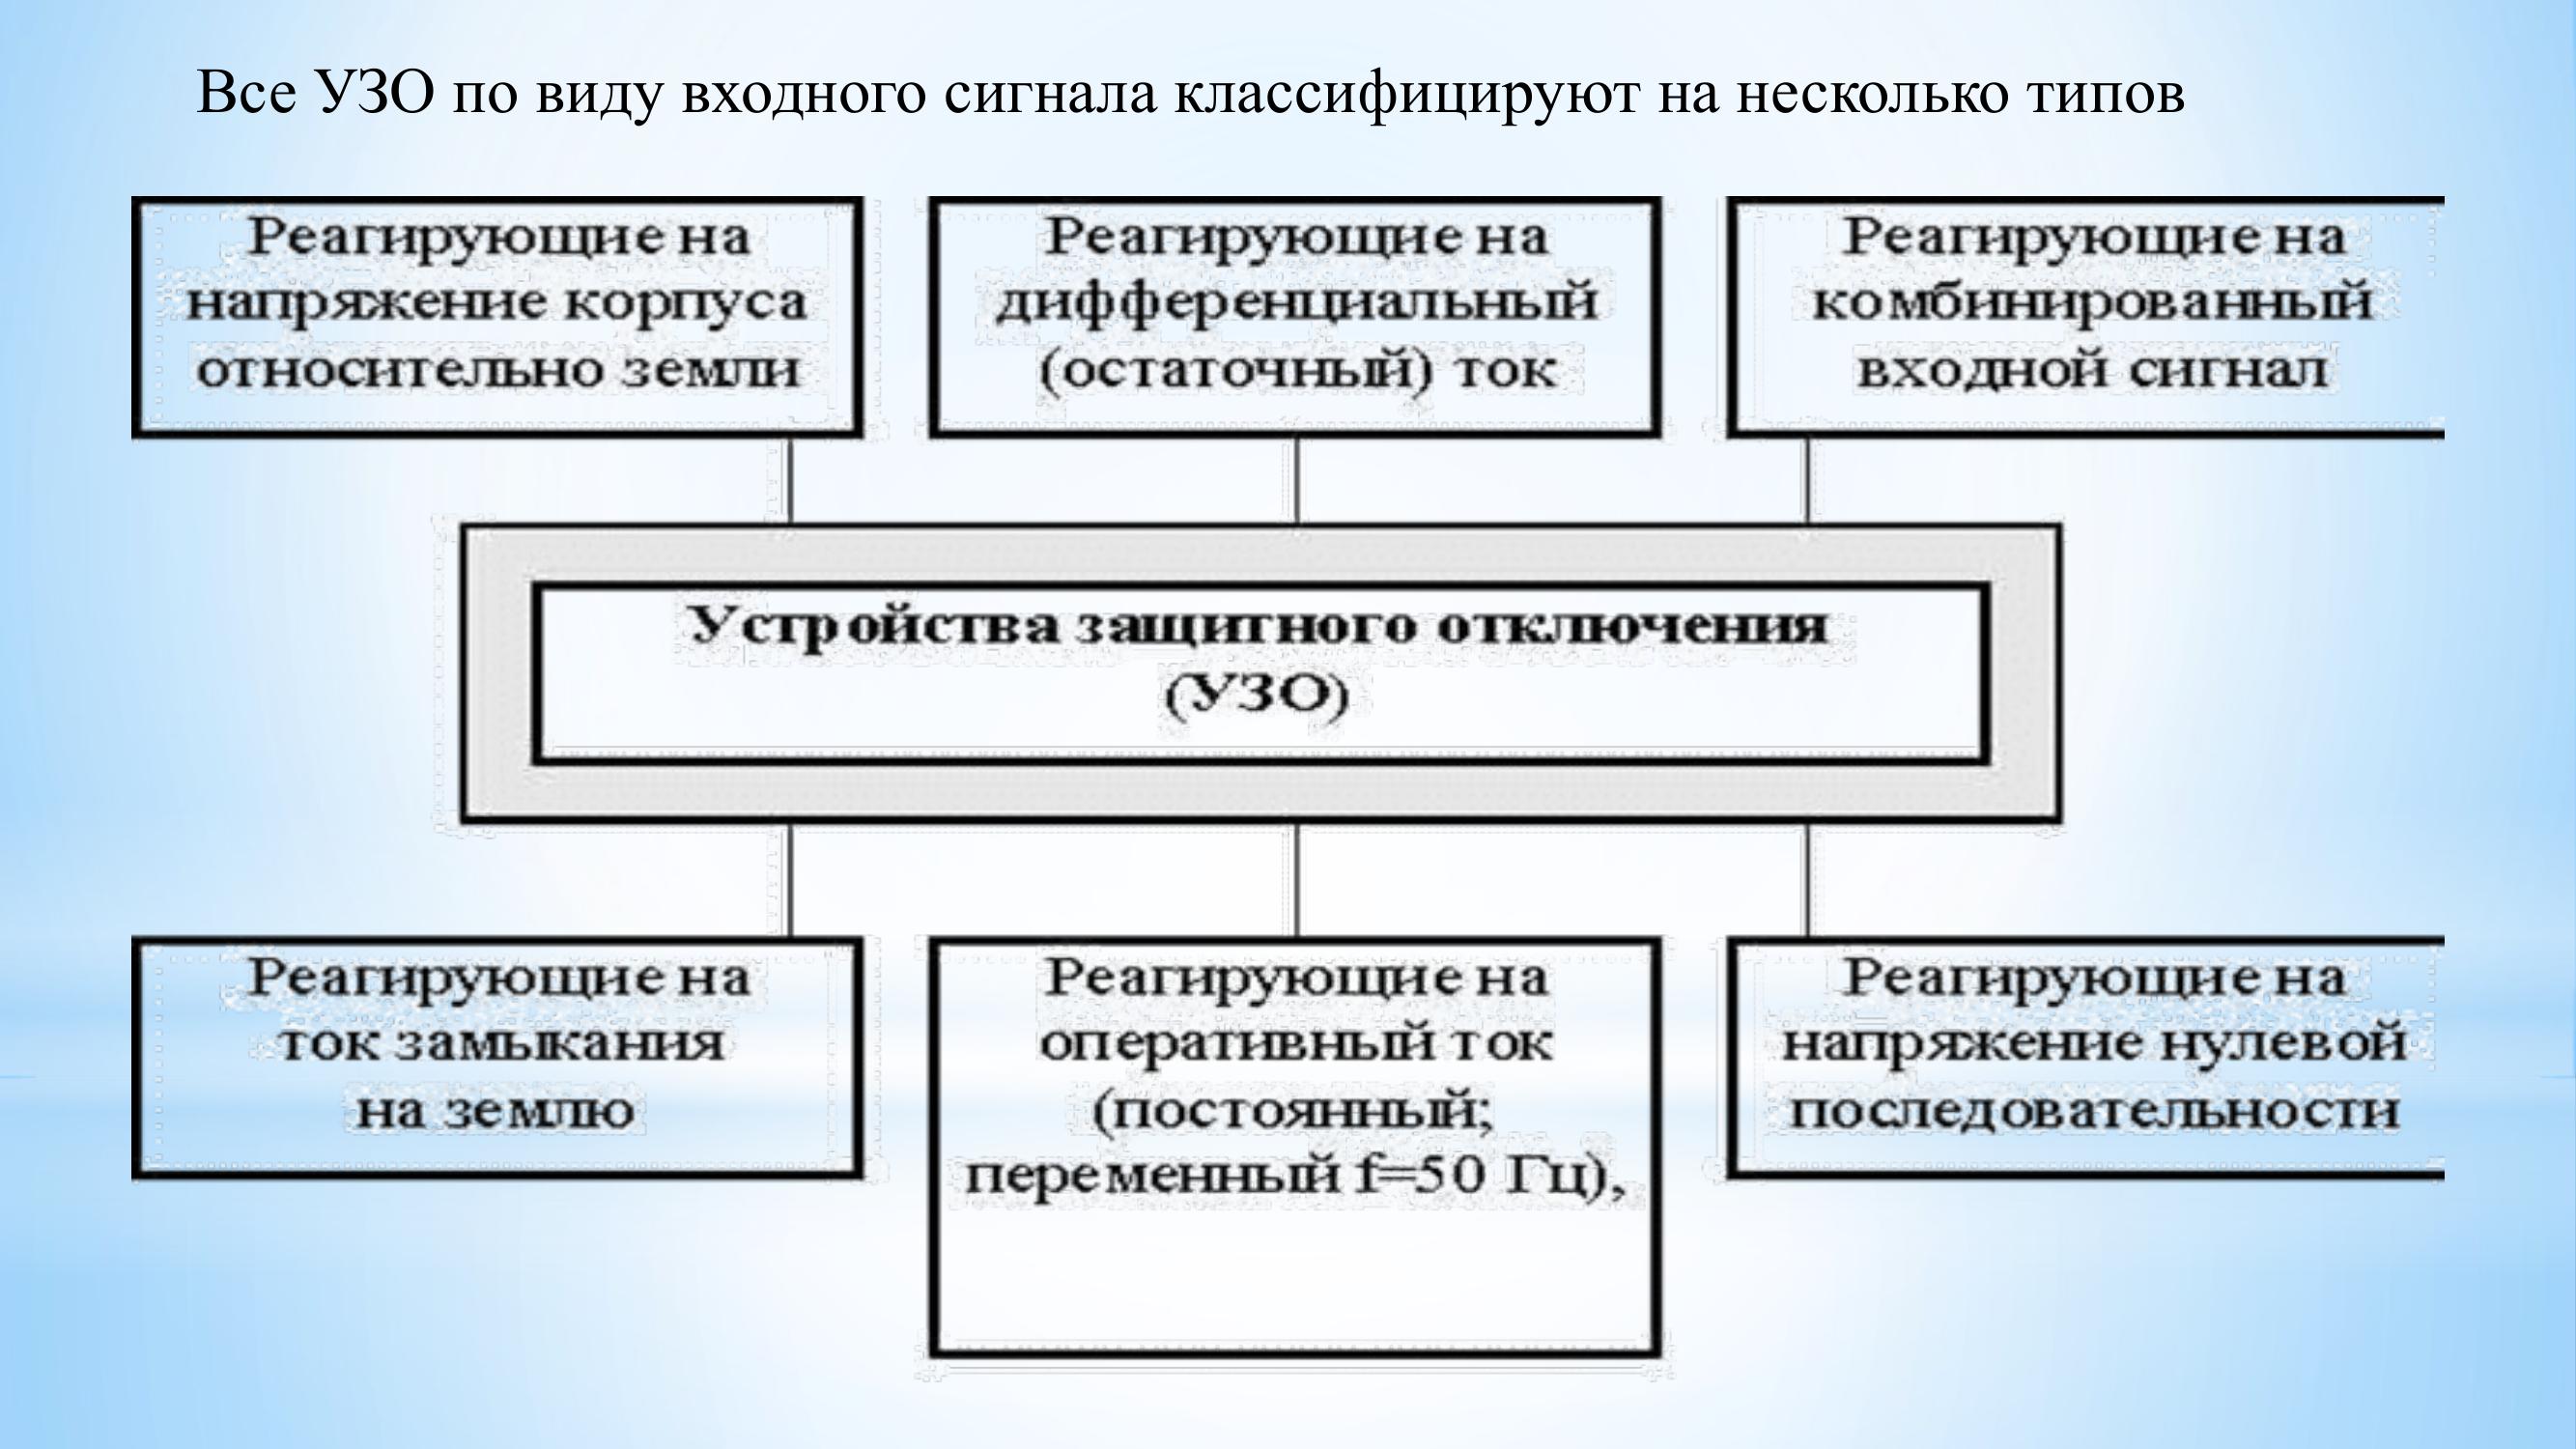 Все УЗО по виду входного сигнала классифицируют на несколько типов
Реагирующие на
напряжение корпуса
относительно земли
Реагирующие на
дифференциальный
(остаточный) ток
Реагирующие на
комбинированный
входной сигнал
Устройства защитного отключения
(УЗО)
Реагирующие на
ток замыкания
на землю
Реагирующие на
оперативный ток
(постоянный;
переменный f=50 Гц),
Реагирующие на
напряжение нулевой
последовательности